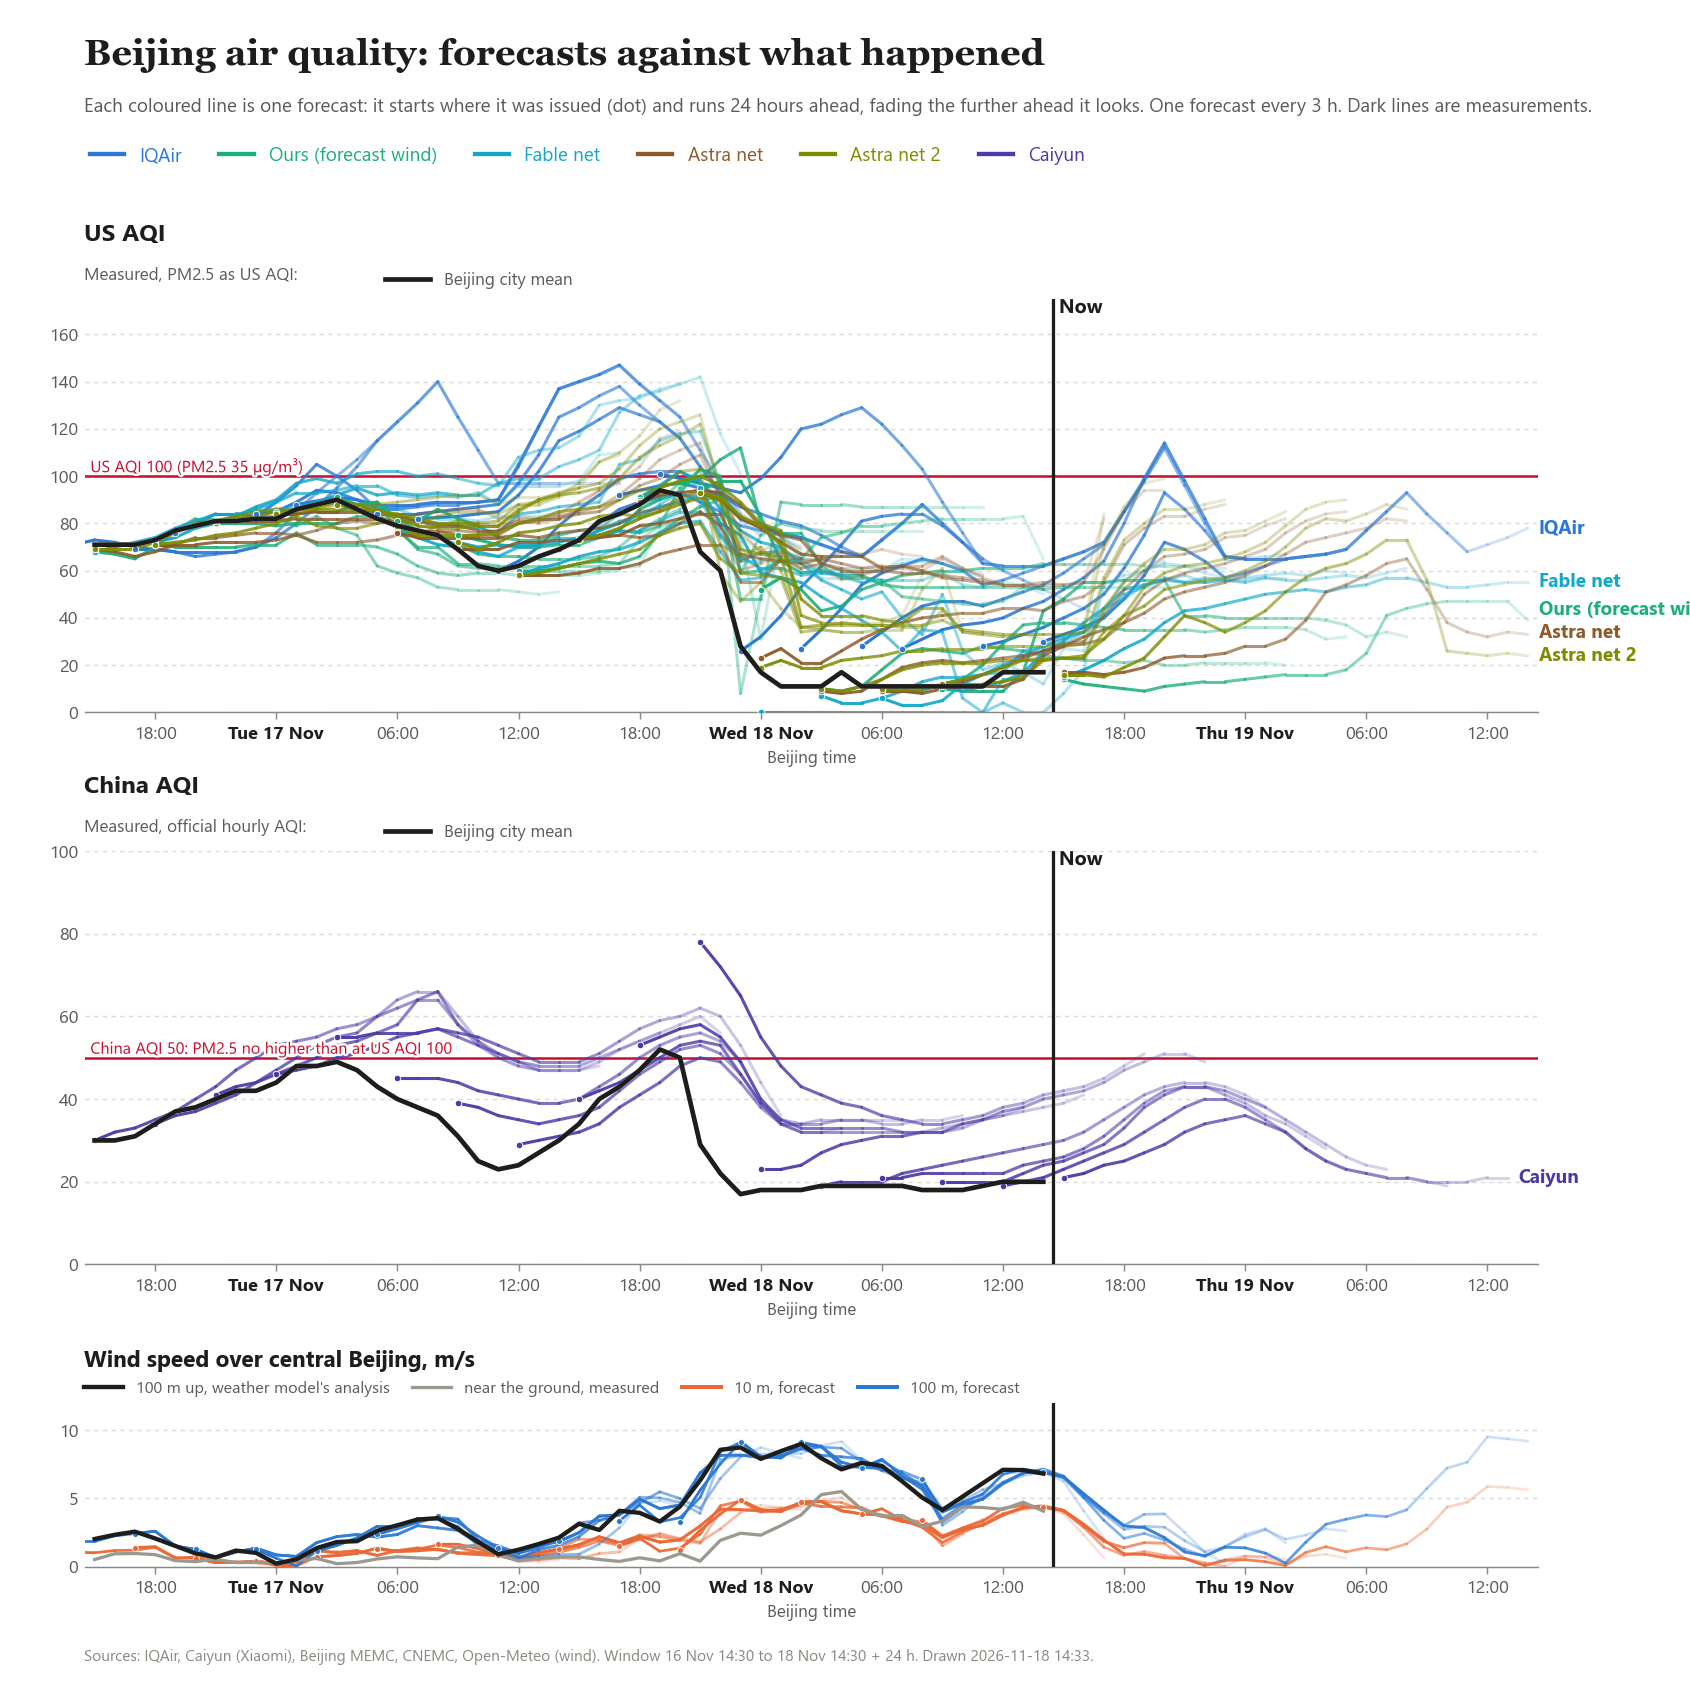 Beijing air quality: forecasts against what happened
Each coloured line is one forecast: it starts where it was issued (dot) and runs 24 hours ahead, fading the further ahead it looks. One forecast every 3 h. Dark lines are measurements.
IQAir Ours (forecast wind) Fable net Astra net Astra net 2 Caiyun
US AQI
Measured, PM2.5 as US AQI: Beijing city mean
Now
160
140
120
US AQI 100 (PM2.5 35 µg/m³)
100
80
60
40
20
0
IQAir
Fable net
Ours (forecast wi
Astra net
Astra net 2
18:00 Tue 17 Nov 06:00 12:00 18:00 Wed 18 Nov 06:00 12:00 18:00 Thu 19 Nov 06:00 12:00
Beijing time
China AQI
Measured, official hourly AQI: Beijing city mean
Now
100
80
60
China AQI 50: PM2.5 no higher than at US AQI 100
40
20
0
Caiyun
18:00 Tue 17 Nov 06:00 12:00 18:00 Wed 18 Nov 06:00 12:00 18:00 Thu 19 Nov 06:00 12:00
Beijing time
Wind speed over central Beijing, m/s
100 m up, weather model's analysis near the ground, measured 10 m, forecast 100 m, forecast
10
5
0
18:00 Tue 17 Nov 06:00 12:00 18:00 Wed 18 Nov 06:00 12:00 18:00 Thu 19 Nov 06:00 12:00
Beijing time
Sources: IQAir, Caiyun (Xiaomi), Beijing MEMC, CNEMC, Open-Meteo (wind). Window 16 Nov 14:30 to 18 Nov 14:30 + 24 h. Drawn 2026-11-18 14:33.